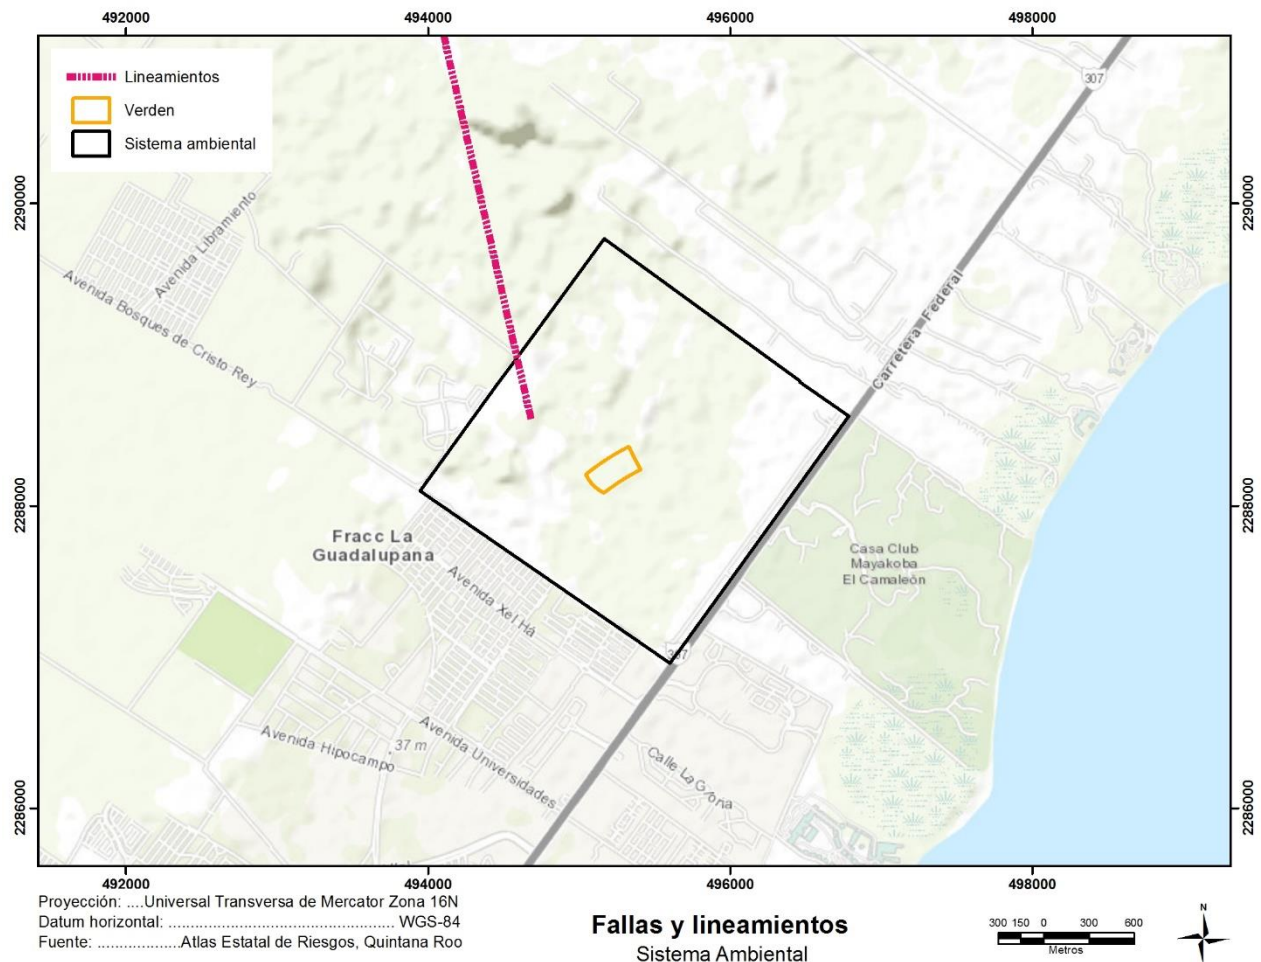 492000
494000
496000
498000
Lineamientos
Verden
Sistema ambiental
307
2290000
2290000
Avenida Libramiento
Avenida Bosques de Cristo Rey
Carretera Federal
2288000
2288000
Fracc La
Guadalupana
Casa Club
Mayakoba
El Camaleón
Avenida Xel Há
307
Avenida Universidades
Avenida Hipocampo
37 m
Calle La Gloria
2286000
2286000
492000
494000
496000
498000
Proyección: ....Universal Transversa de Mercator Zona 16N
Datum horizontal: .................................................. WGS-84
Fuente: ...................Atlas Estatal de Riesgos, Quintana Roo
Fallas y lineamientos
Sistema Ambiental
300 150 0 300 600
Metros
N